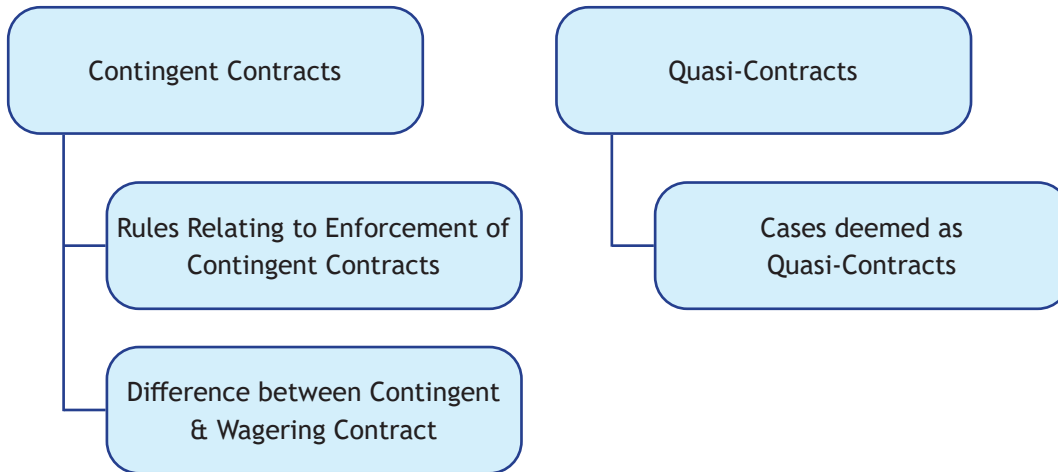 Contingent Contracts
Quasi-Contracts
Rules Relating to Enforcement of
Contingent Contracts
Cases deemed as
Quasi-Contracts
Difference between Contingent
& Wagering Contract